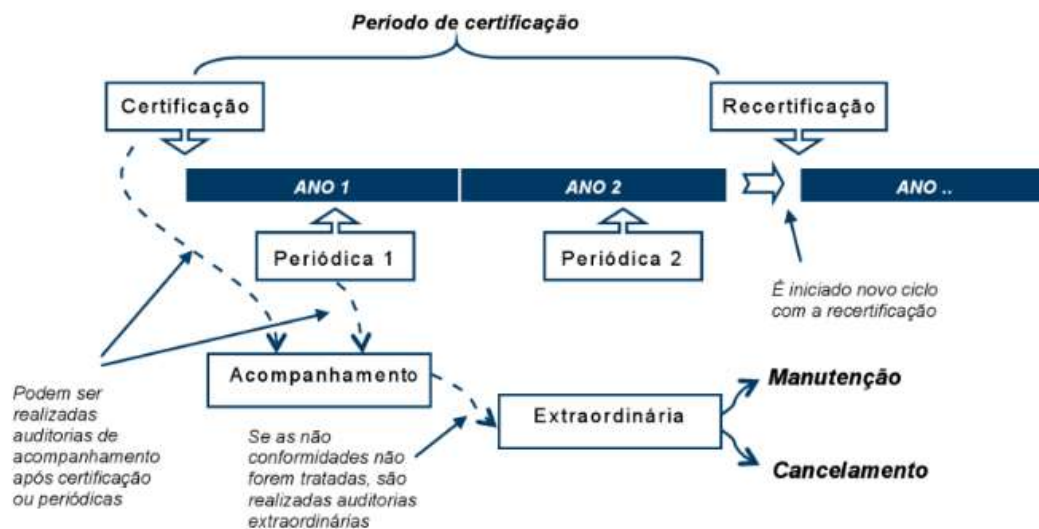 Período de certificação
Certificação
Recertificação
ANO 1
ANO 2
ANO ..
Periódica 1
Periódica 2
É iniciado novo ciclo
com a recertificação
Acompanhamento
Manutenção
Extraordinária
Cancelamento
Podem ser
realizadas
auditorias de
acompanhamento
após certificação
ou periódicas
Se as não
conformidades não
forem tratadas, são
realizadas auditorias
extraordinárias